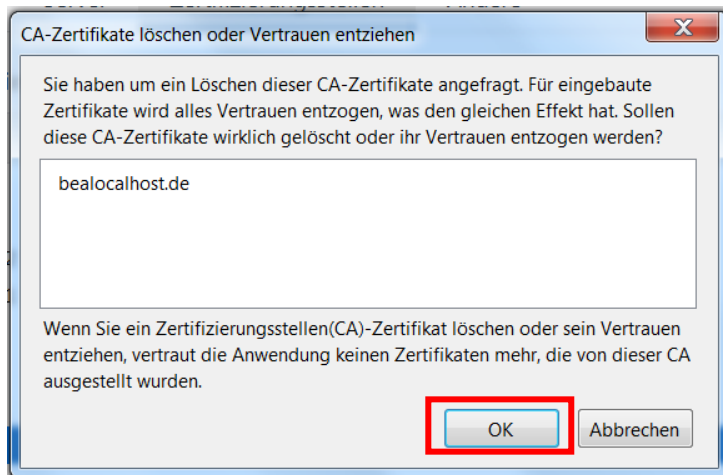 CA-Zertifikate löschen oder Vertrauen entziehen
Sie haben um ein Löschen dieser CA-Zertifikate angefragt. Für eingebaute
Zertifikate wird alles Vertrauen entzogen, was den gleichen Effekt hat. Sollen
diese CA-Zertifikate wirklich gelöscht oder ihr Vertrauen entzogen werden?
bealocalhost.de
Wenn Sie ein Zertifizierungsstellen(CA)-Zertifikat löschen oder sein Vertrauen
entziehen, vertraut die Anwendung keinen Zertifikaten mehr, die von dieser CA
ausgestellt wurden.
OK Abbrechen